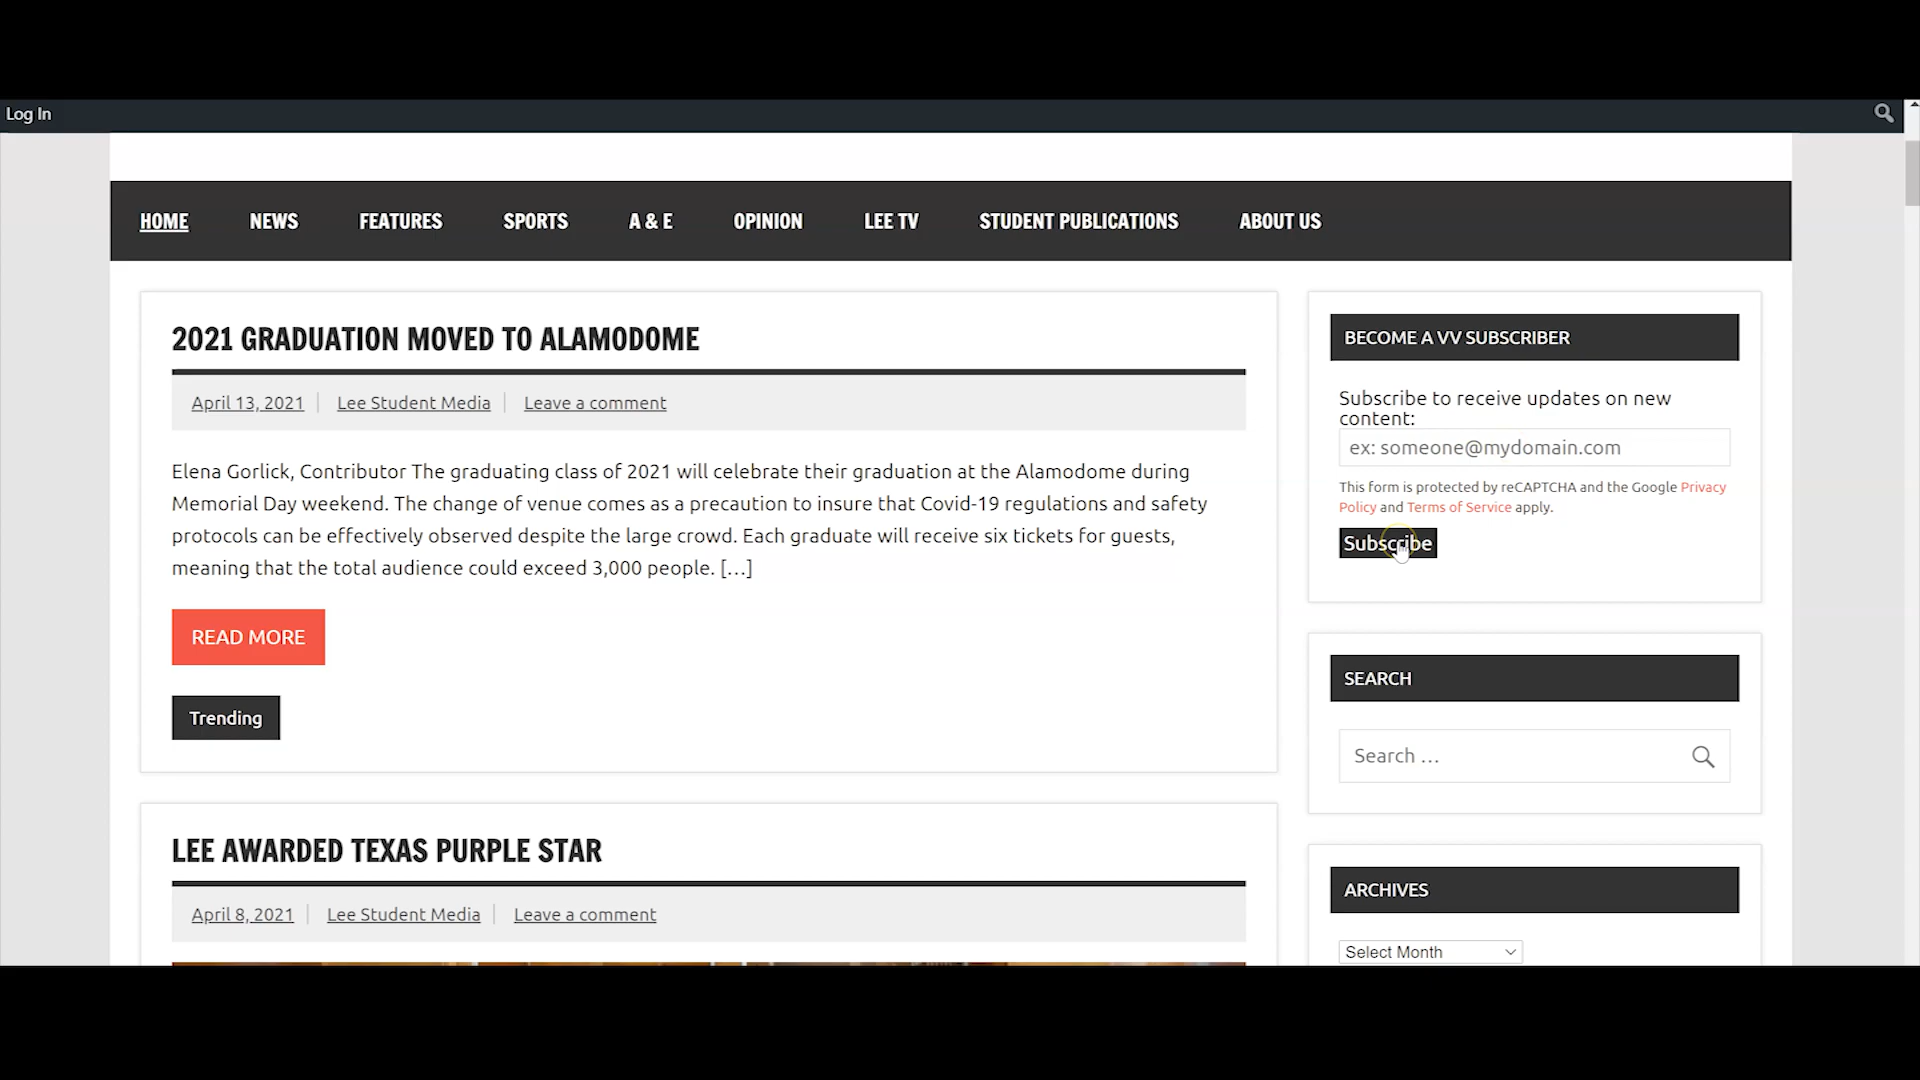 Log In
HOME NEWS FEATURES SPORTS A & E OPINION LEE TV STUDENT PUBLICATIONS ABOUT US
2021 GRADUATION MOVED TO ALAMODOME
April 13, 2021 Lee Student Media Leave a comment
Elena Gorlick, Contributor The graduating class of 2021 will celebrate their graduation at the Alamodome during
Memorial Day weekend. The change of venue comes as a precaution to insure that Covid-19 regulations and safety
protocols can be effectively observed despite the large crowd. Each graduate will receive six tickets for guests,
meaning that the total audience could exceed 3,000 people. […]
READ MORE
Trending
LEE AWARDED TEXAS PURPLE STAR
April 8, 2021 Lee Student Media Leave a comment
BECOME A VV SUBSCRIBER
Subscribe to receive updates on new
content:
ex: someone@mydomain.com
This form is protected by reCAPTCHA and the Google Privacy
Policy and Terms of Service apply.
Subscribe
SEARCH
Search …
ARCHIVES
Select Month